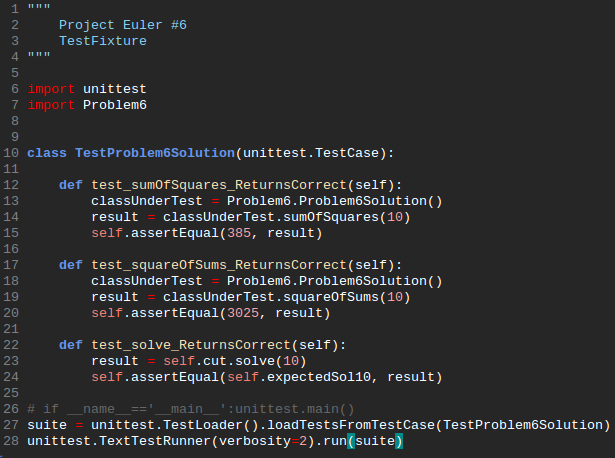 1 """
2     Project Euler #6
3     TestFixture
4 """
5
6 import unittest
7 import Problem6
8
9
10 class TestProblem6Solution(unittest.TestCase):
11
12     def test_sumOfSquares_ReturnsCorrect(self):
13         classUnderTest = Problem6.Problem6Solution()
14         result = classUnderTest.sumOfSquares(10)
15         self.assertEqual(385, result)
16
17     def test_squareOfSums_ReturnsCorrect(self):
18         classUnderTest = Problem6.Problem6Solution()
19         result = classUnderTest.squareOfSums(10)
20         self.assertEqual(3025, result)
21
22     def test_solve_ReturnsCorrect(self):
23         result = self.cut.solve(10)
24         self.assertEqual(self.expectedSol10, result)
25
26 # if __name__=='__main__':unittest.main()
27 suite = unittest.TestLoader().loadTestsFromTestCase(TestProblem6Solution)
28 unittest.TextTestRunner(verbosity=2).run(suite)